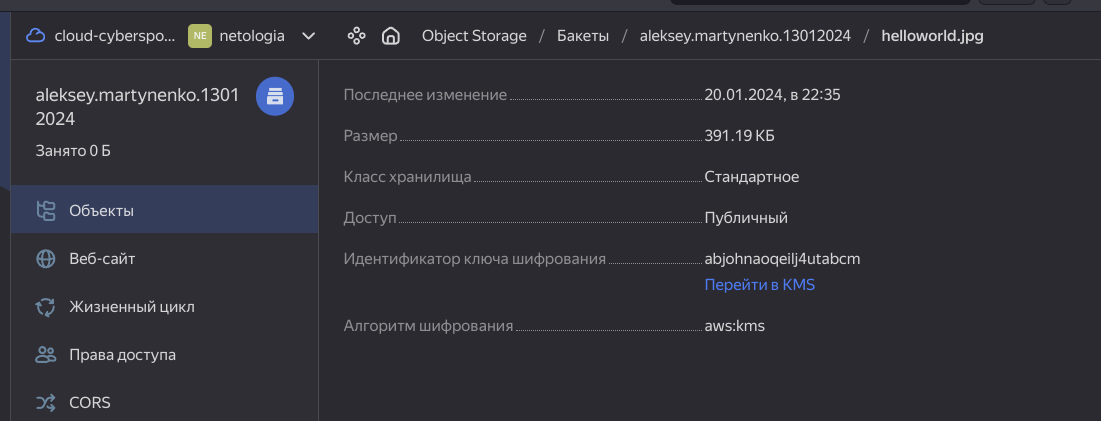 cloud-cyberspo... NE netologia Object Storage / Бакеты / aleksey.martynenko.13012024 / helloworld.jpg
aleksey.martynenko.1301
2024
Занято 0 Б
Объекты
Веб-сайт
Жизненный цикл
Права доступа
CORS
Последнее изменение 20.01.2024, в 22:35
Размер 391.19 КБ
Класс хранилища Стандартное
Доступ Публичный
Идентификатор ключа шифрования abjohnaoqeilj4utabcm
Перейти в KMS
Алгоритм шифрования aws:kms